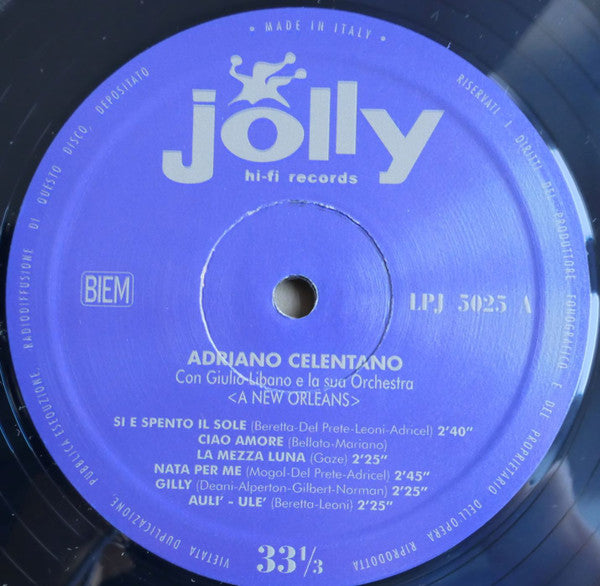 • MADE IN ITALY •
RISERVATI I DIRITTI DEL PRODUTTORE FONOGRAFICO E DEL PROPRIETARIO DELL'OPERA RIPRODOTTA
VIETATA DUPLICAZIONE, PUBBLICA ESECUZIONE, RADIODIFFUSIONE DI QUESTO DISCO, DEPOSITATO
jolly
hi-fi records
BIEM
LPJ 5025 A
ADRIANO CELENTANO
Con Giulio Libano e la sua Orchestra
<A NEW ORLEANS>
SI E SPENTO IL SOLE (Beretta-Del Prete-Leoni-Adricel) 2'40"
CIAO AMORE (Bellato-Mariano)
LA MEZZA LUNA (Gaze) 2'25"
NATA PER ME (Mogol-Del Prete-Adricel) 2'45"
GILLY (Deani-Alperton-Gilbert-Norman) 2'25"
AULI' - ULE' (Beretta-Leoni) 2'25"
33 1/3